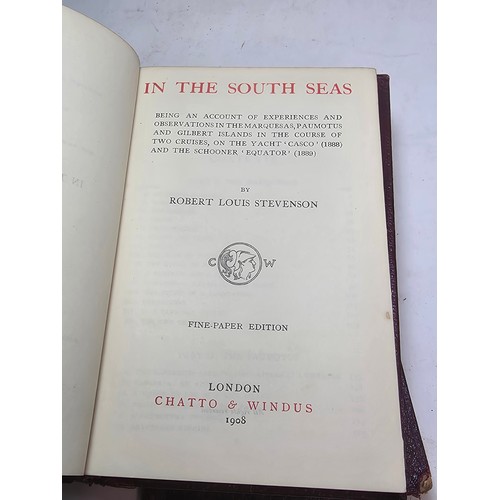 IN THE SOUTH SEAS
BEING AN ACCOUNT OF EXPERIENCES AND
OBSERVATIONS IN THE MARQUESAS, PAUMOTUS
AND GILBERT ISLANDS IN THE COURSE OF
TWO CRUISES, ON THE YACHT ‘CASCO’ (1888)
AND THE SCHOONER ‘EQUATOR’ (1889)
BY
ROBERT LOUIS STEVENSON
C W
FINE-PAPER EDITION
LONDON
CHATTO & WINDUS
1908